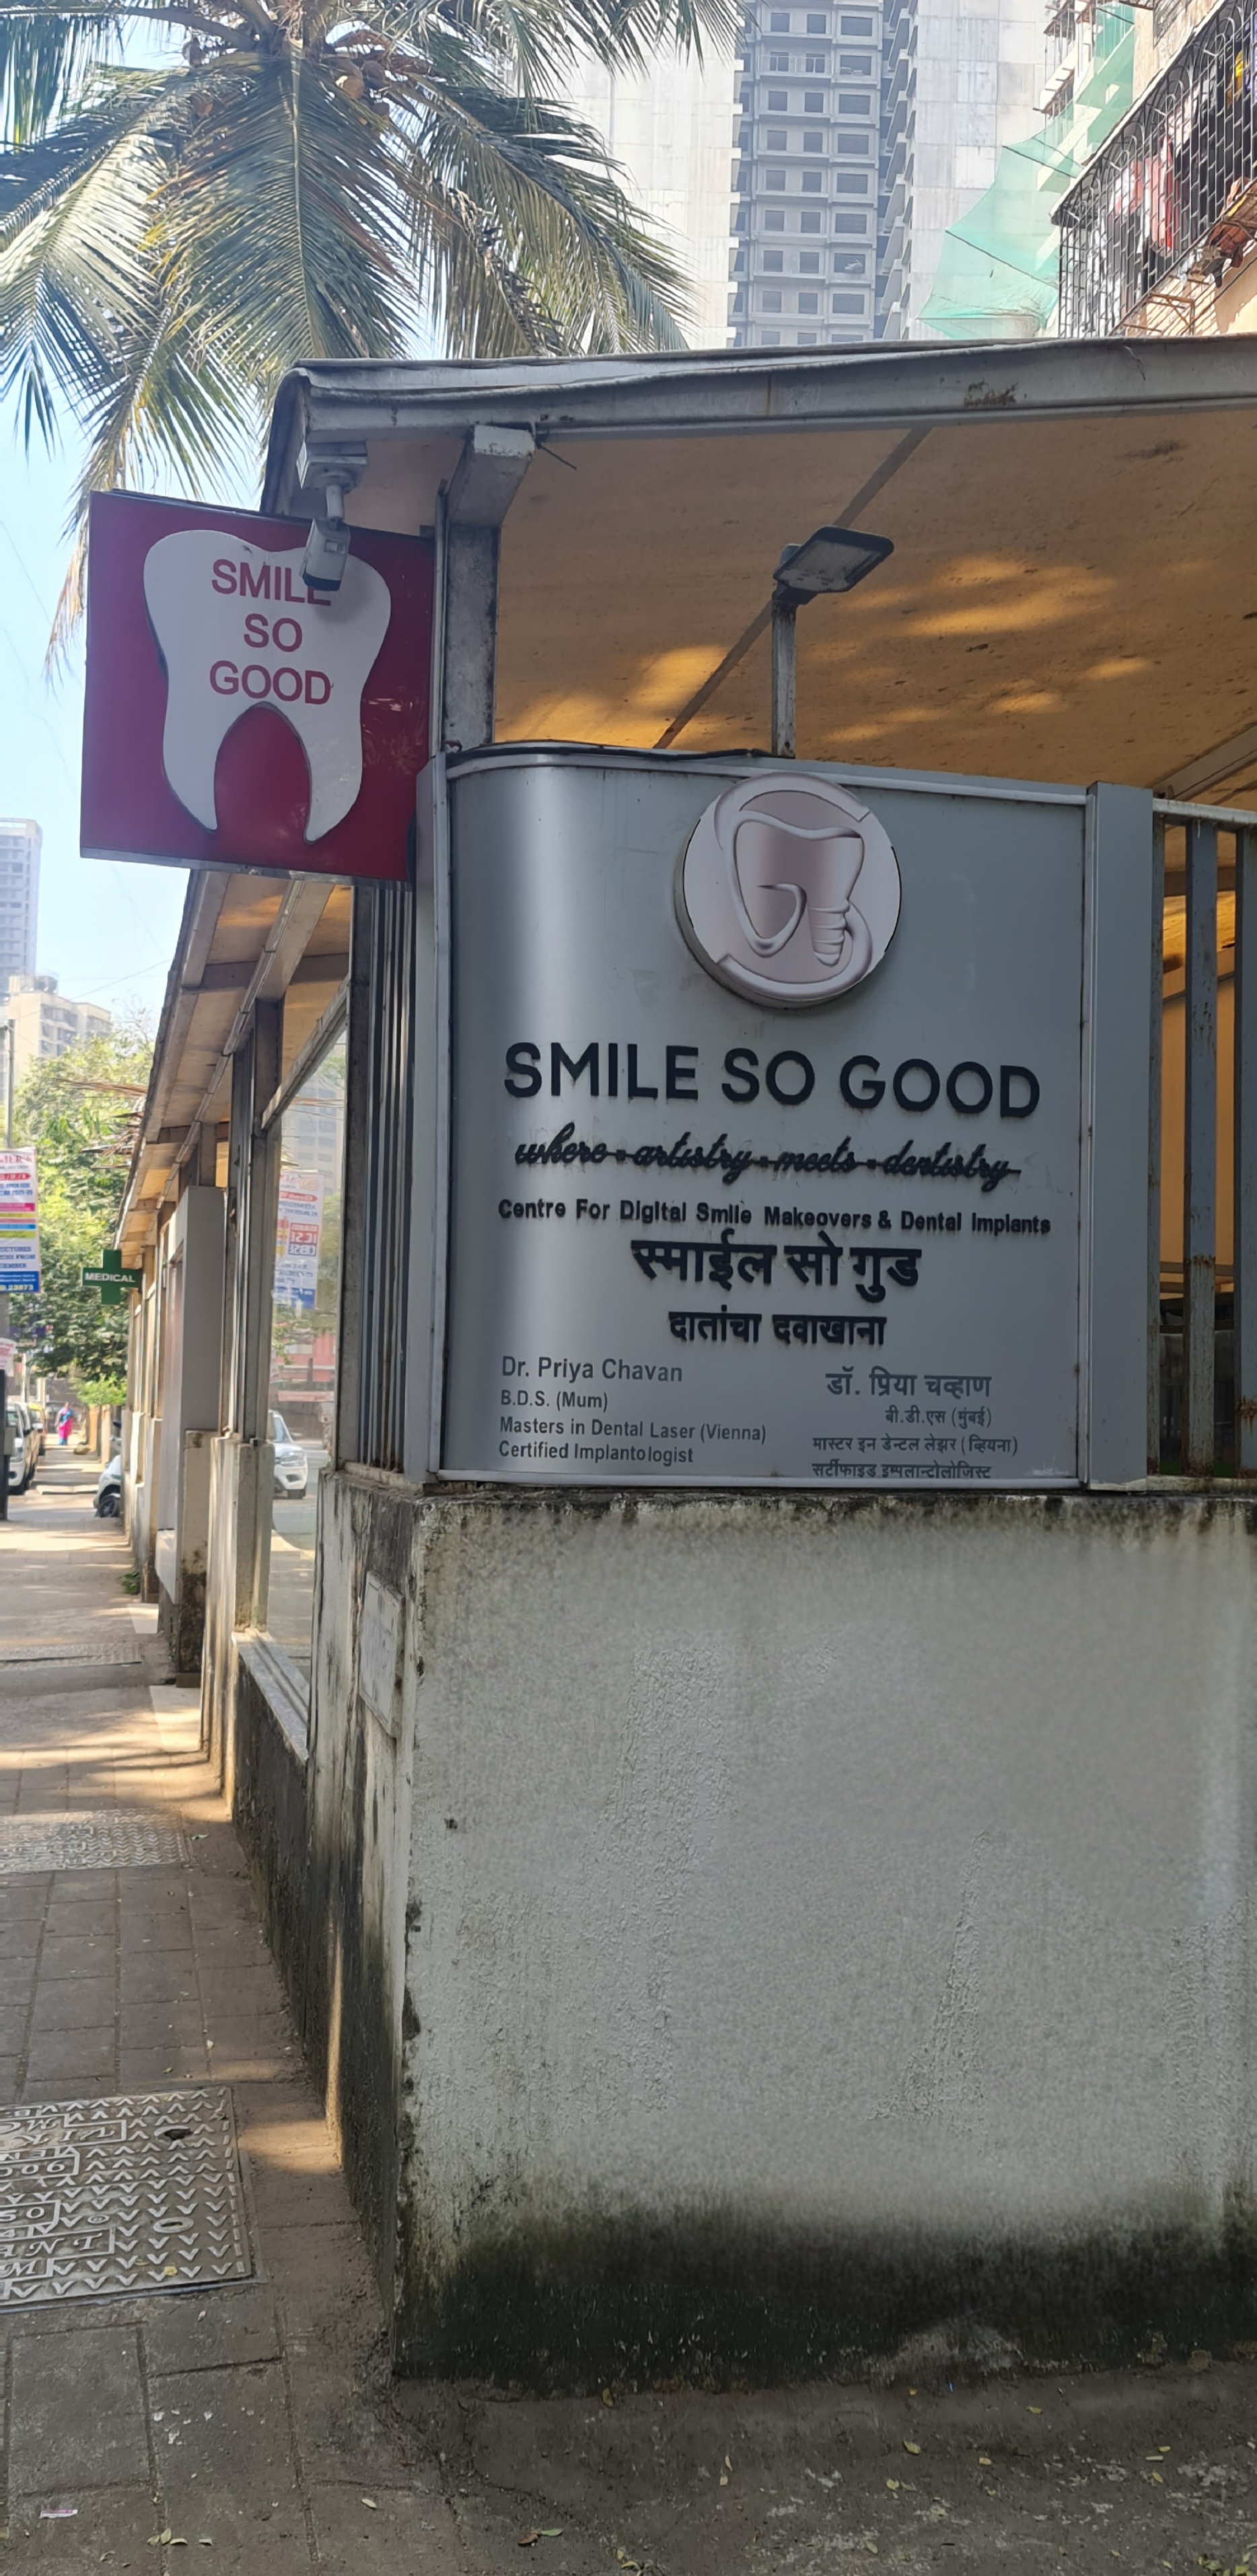 SMILE
SO
GOOD
SMILE SO GOOD
where - artistry - meets - dentistry
Centre For Digital Smile Makeovers & Dental Implants
स्माईल सो गुड
दातांचा दवाखाना
Dr. Priya Chavan
B.D.S. (Mum)
Masters in Dental Laser (Vienna)
Certified Implantologist
डॉ. प्रिया चव्हाण
बी.डी.एस (मुंबई)
मास्टर इन डेन्टल लेझर (व्हियना)
सर्टीफाइड इम्पलान्टोलोजिस्ट
MEDICAL